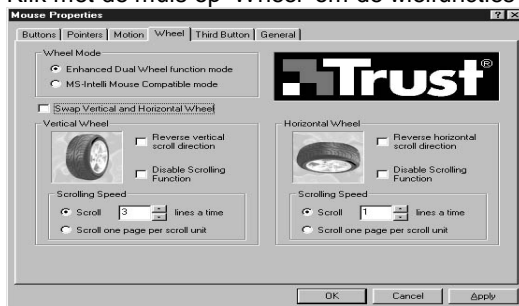 Klik met de muis op 'Wheel' om de wielfuncties
Mouse Properties
Buttons Pointers Motion Wheel Third Button General
Wheel Mode
Enhanced Dual Wheel function mode
MS-Intelli Mouse Compatible mode
Trust®
Swap Vertical and Horizontal Wheel
Vertical Wheel
Reverse vertical
scroll direction
Disable Scrolling
Function
Scrolling Speed
Scroll 3 lines a time
Scroll one page per scroll unit
Horizontal Wheel
Reverse horizontal
scroll direction
Disable Scrolling
Function
Scrolling Speed
Scroll 1 lines a time
Scroll one page per scroll unit
OK Cancel Apply